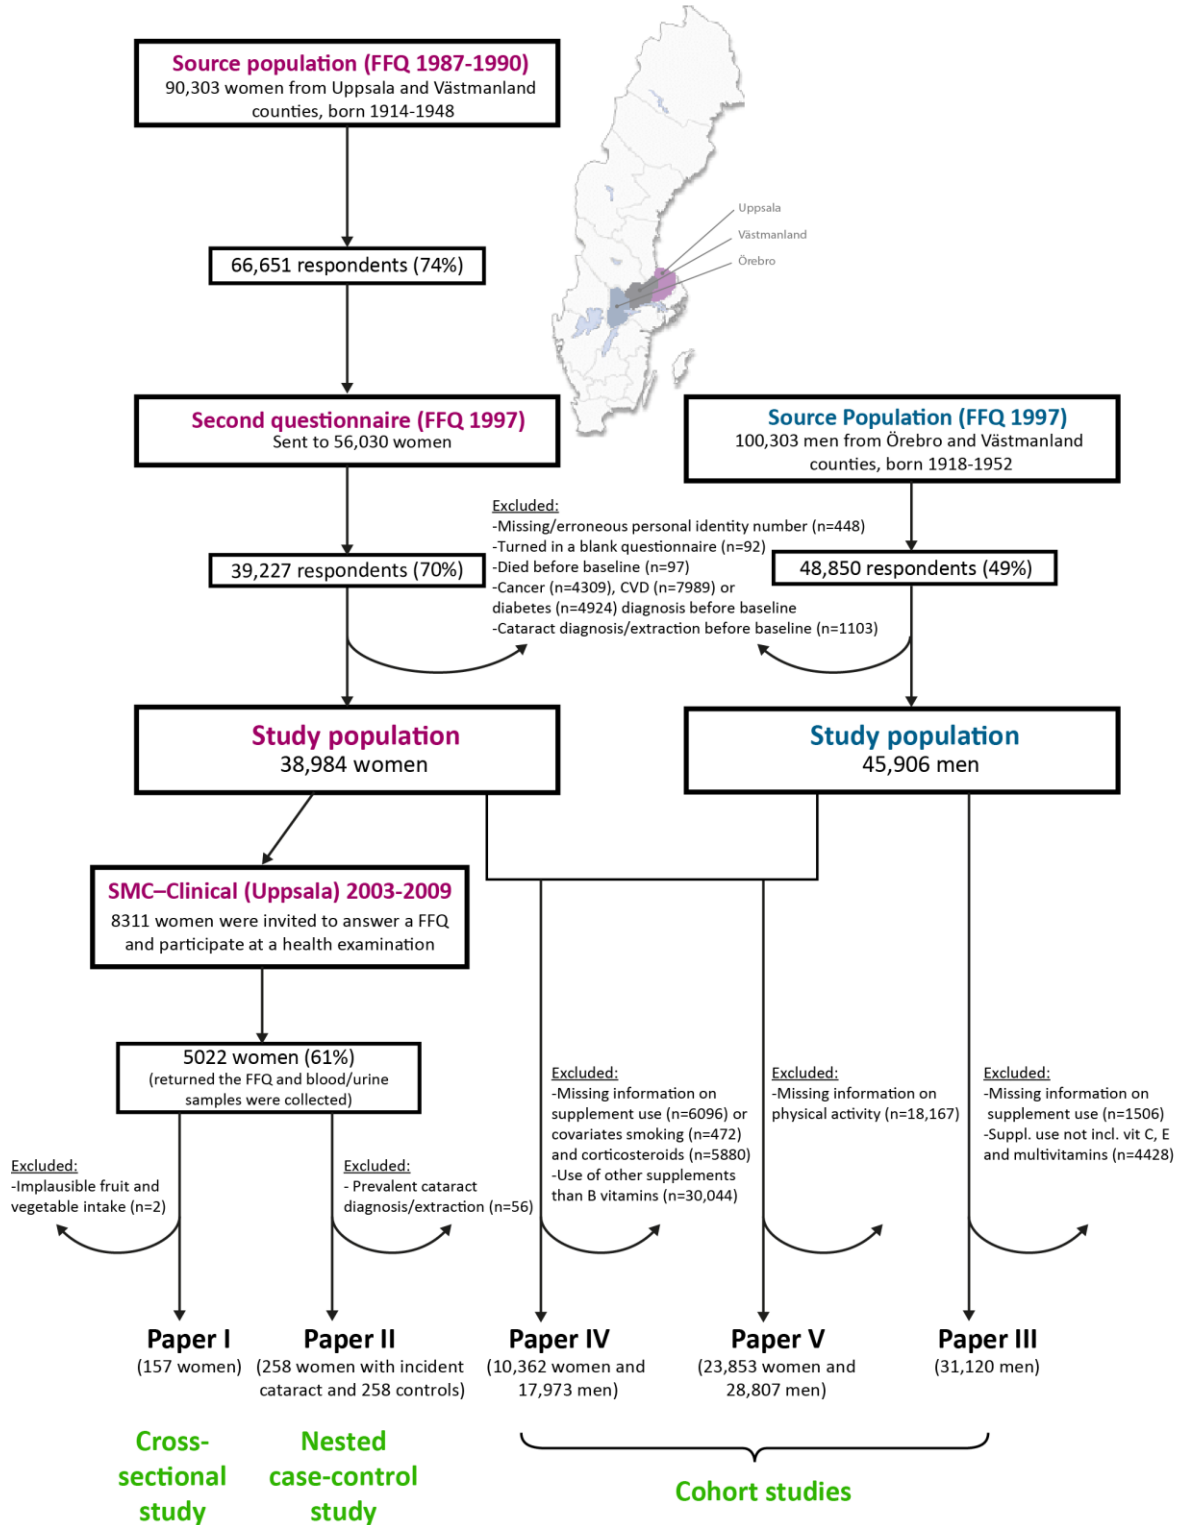 Source population (FFQ 1987-1990)
90,303 women from Uppsala and Västmanland
counties, born 1914-1948
Uppsala
Västmanland
Örebro
66,651 respondents (74%)
Second questionnaire (FFQ 1997)
Sent to 56,030 women
Source Population (FFQ 1997)
100,303 men from Örebro and Västmanland
counties, born 1918-1952
Excluded:
-Missing/erroneous personal identity number (n=448)
-Turned in a blank questionnaire (n=92)
-Died before baseline (n=97)
-Cancer (n=4309), CVD (n=7989) or
diabetes (n=4924) diagnosis before baseline
-Cataract diagnosis/extraction before baseline (n=1103)
39,227 respondents (70%)
48,850 respondents (49%)
Study population
38,984 women
Study population
45,906 men
SMC–Clinical (Uppsala) 2003-2009
8311 women were invited to answer a FFQ
and participate at a health examination
5022 women (61%)
(returned the FFQ and blood/urine
samples were collected)
Excluded:
-Implausible fruit and
vegetable intake (n=2)
Excluded:
- Prevalent cataract
diagnosis/extraction (n=56)
Excluded:
-Missing information on
supplement use (n=6096) or
covariates smoking (n=472)
and corticosteroids (n=5880)
-Use of other supplements
than B vitamins (n=30,044)
Excluded:
-Missing information on
physical activity (n=18,167)
Excluded:
-Missing information on
supplement use (n=1506)
-Suppl. use not incl. vit C, E
and multivitamins (n=4428)
Paper I
(157 women)
Paper II
(258 women with incident
cataract and 258 controls)
Paper IV
(10,362 women and
17,973 men)
Paper V
(23,853 women and
28,807 men)
Paper III
(31,120 men)
Cross-
sectional
study
Nested
case-control
study
Cohort studies